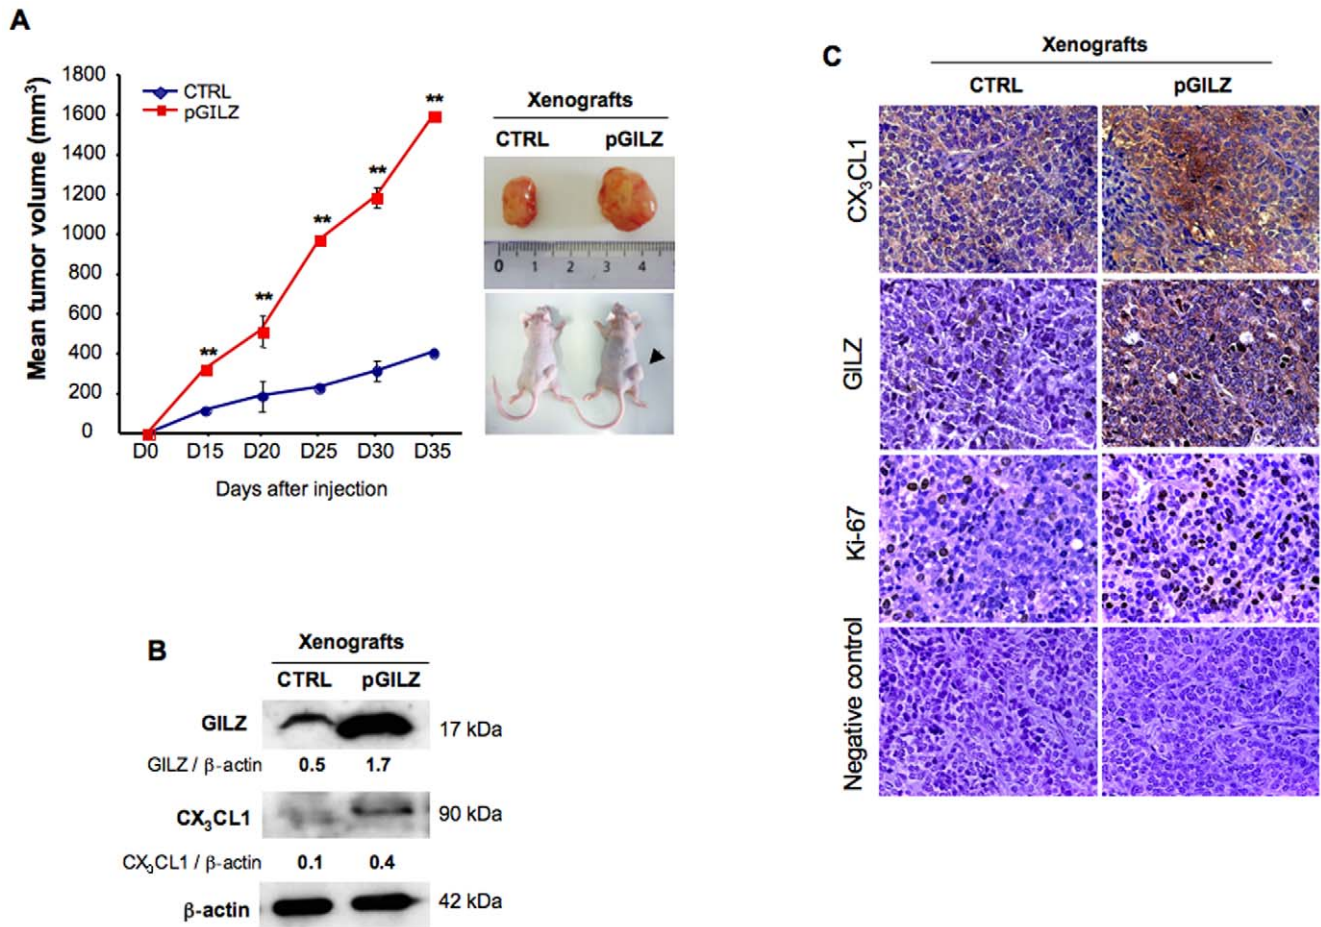 A
Mean tumor volume (mm³)
1800
1600
1400
1200
1000
800
600
400
200
0
CTRL
pGILZ
**
**
**
**
**
D0 D15 D20 D25 D30 D35
Days after injection
Xenografts
CTRL pGILZ
0 1 2 3 4
B
Xenografts
CTRL pGILZ
GILZ 17 kDa
GILZ / β-actin 0.5 1.7
CX₃CL1 90 kDa
CX₃CL1 / β-actin 0.1 0.4
β-actin 42 kDa
C
Xenografts
CTRL pGILZ
CX₃CL1
GILZ
Ki-67
Negative control